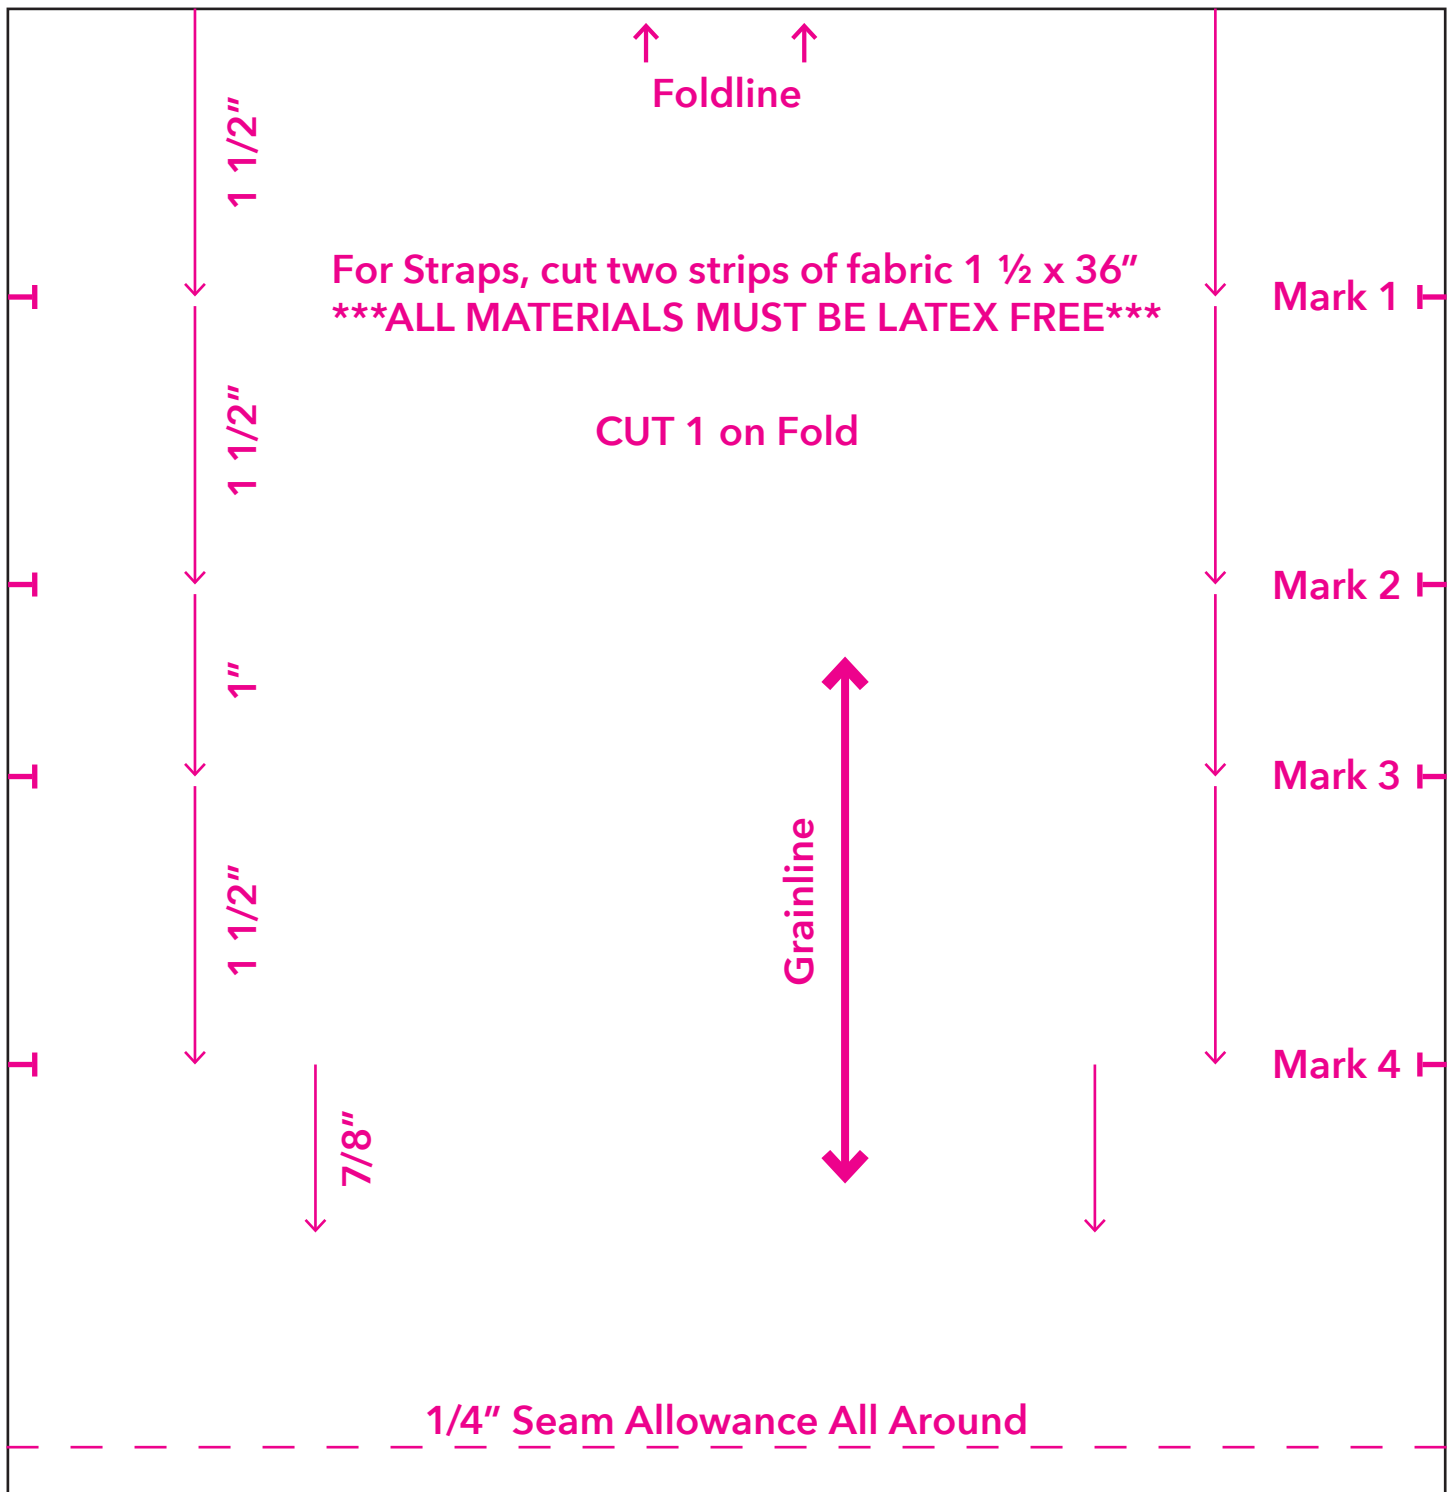 Foldline
1 1/2″
For Straps, cut two strips of fabric 1 ½ x 36″
***ALL MATERIALS MUST BE LATEX FREE***
Mark 1
1 1/2″
CUT 1 on Fold
Mark 2
1″
Mark 3
Grainline
1 1/2″
Mark 4
7/8″
1/4″ Seam Allowance All Around